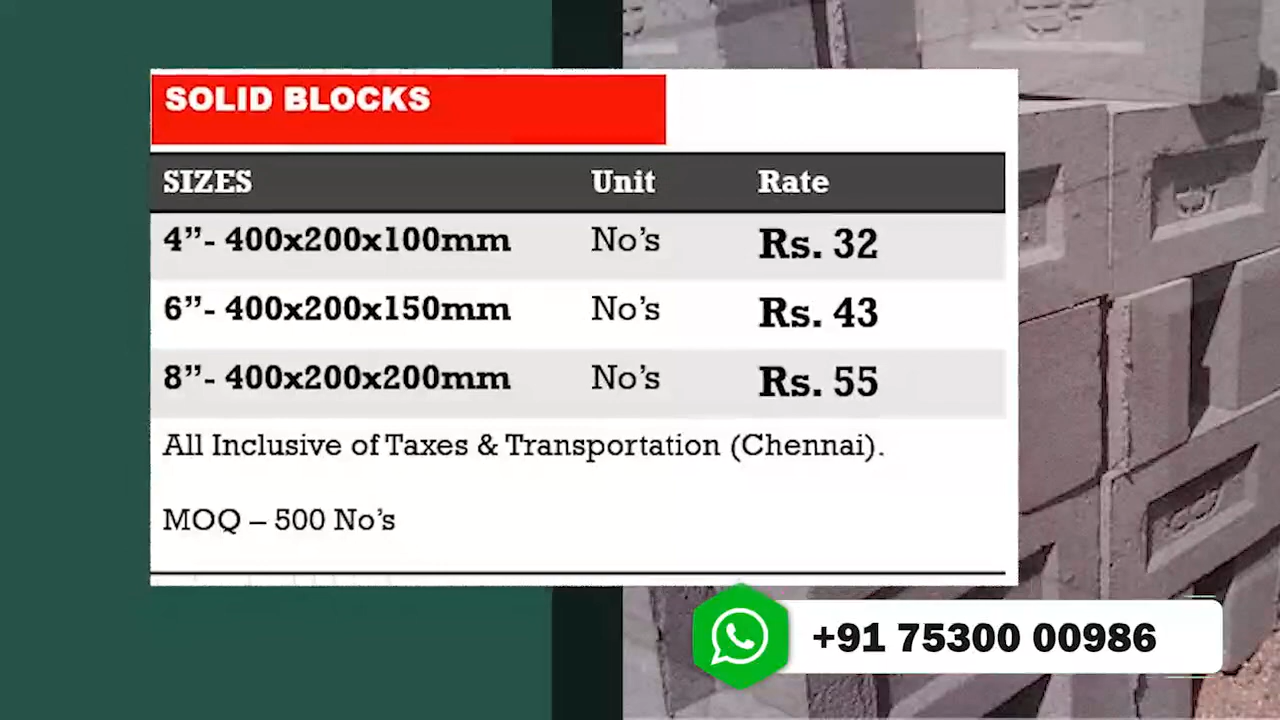 SOLID BLOCKS
SIZES Unit Rate
4”- 400x200x100mm No’s Rs. 32
6”- 400x200x150mm No’s Rs. 43
8”- 400x200x200mm No’s Rs. 55
All Inclusive of Taxes & Transportation (Chennai).
MOQ – 500 No’s
+91 75300 00986